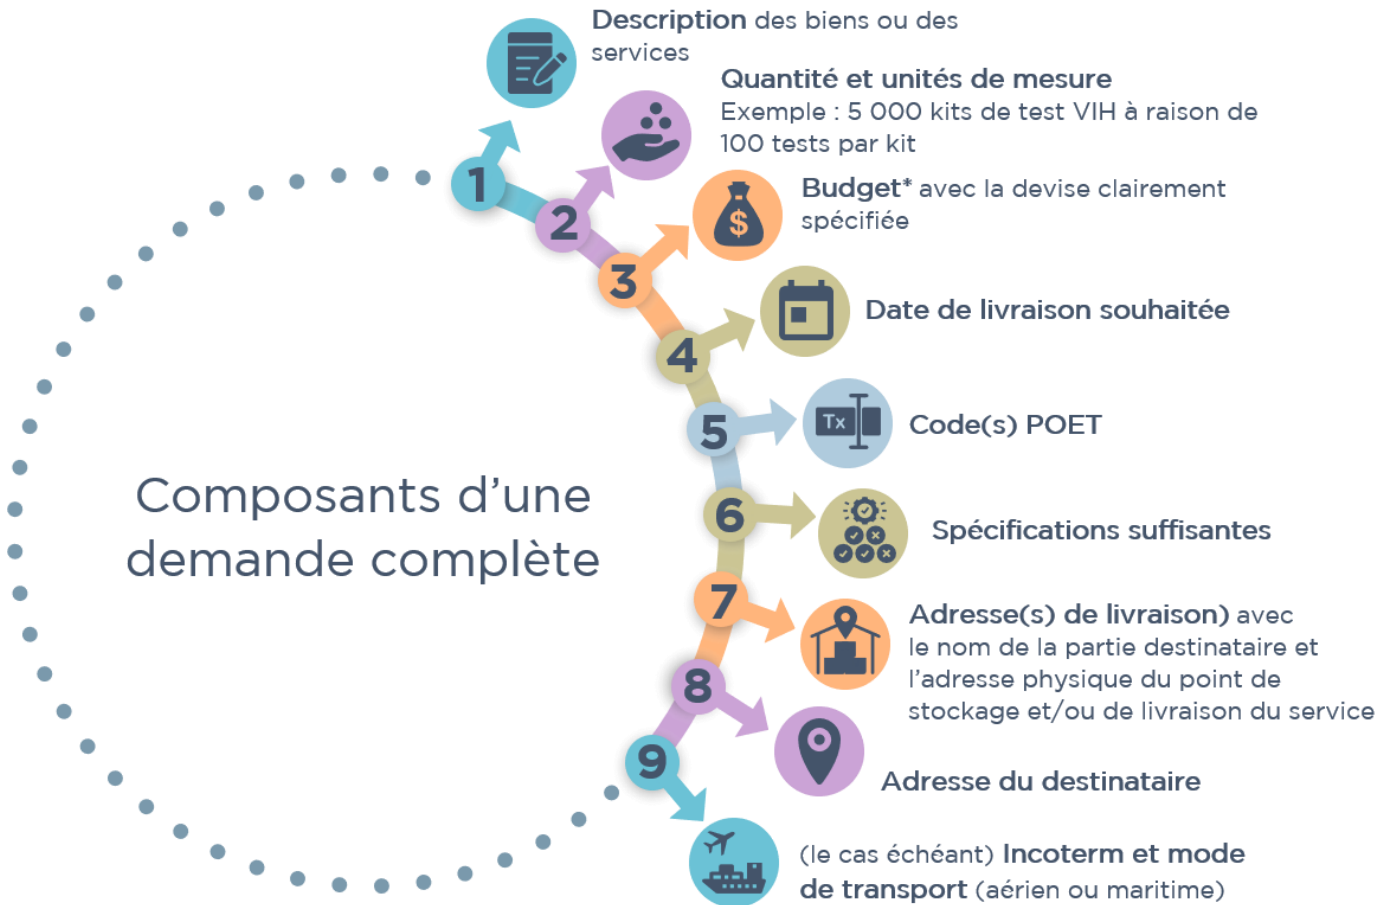 Description des biens ou des
services
Quantité et unités de mesure
Exemple : 5 000 kits de test VIH à raison de
100 tests par kit
Budget* avec la devise clairement
spécifiée
Date de livraison souhaitée
Code(s) POET
Spécifications suffisantes
Adresse(s) de livraison) avec
le nom de la partie destinataire et
l’adresse physique du point de
stockage et/ou de livraison du service
Adresse du destinataire
(le cas échéant) Incoterm et mode
de transport (aérien ou maritime)
1
2
3
4
5
6
7
8
9
$
Tx
Composants d’une
demande complète